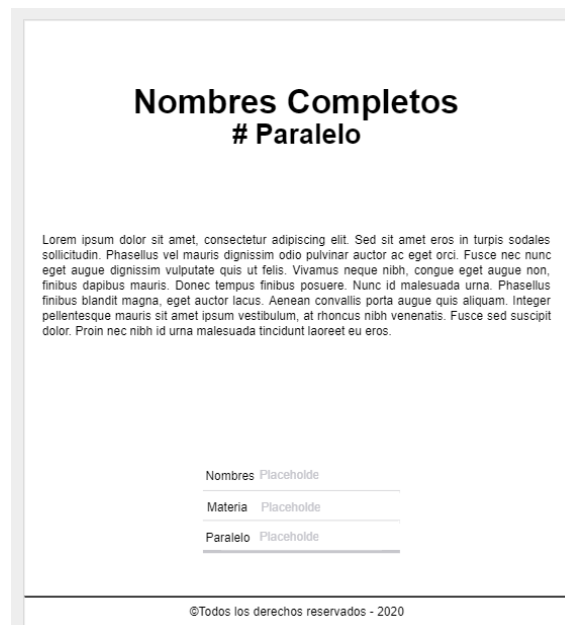 Nombres Completos
# Paralelo
Lorem ipsum dolor sit amet, consectetur adipiscing elit. Sed sit amet eros in turpis sodales
sollicitudin. Phasellus vel mauris dignissim odio pulvinar auctor ac eget orci. Fusce nec nunc
eget augue dignissim vulputate quis ut felis. Vivamus neque nibh, congue eget augue non,
finibus dapibus mauris. Donec tempus finibus posuere. Nunc id malesuada urna. Phasellus
finibus blandit magna, eget auctor lacus. Aenean convallis porta augue quis aliquam. Integer
pellentesque mauris sit amet ipsum vestibulum, at rhoncus nibh venenatis. Fusce sed suscipit
dolor. Proin nec nibh id urna malesuada tincidunt laoreet eu eros.
Nombres Placeholde
Materia Placeholde
Paralelo Placeholde
©Todos los derechos reservados - 2020